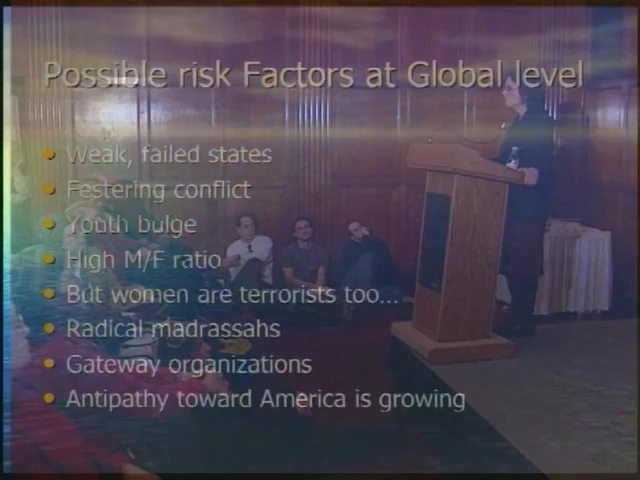 Possible risk Factors at Global level
Weak, failed states
Festering conflict
Youth bulge
High M/F ratio
But women are terrorists too...
Radical madrassahs
Gateway organizations
Antipathy toward America is growing